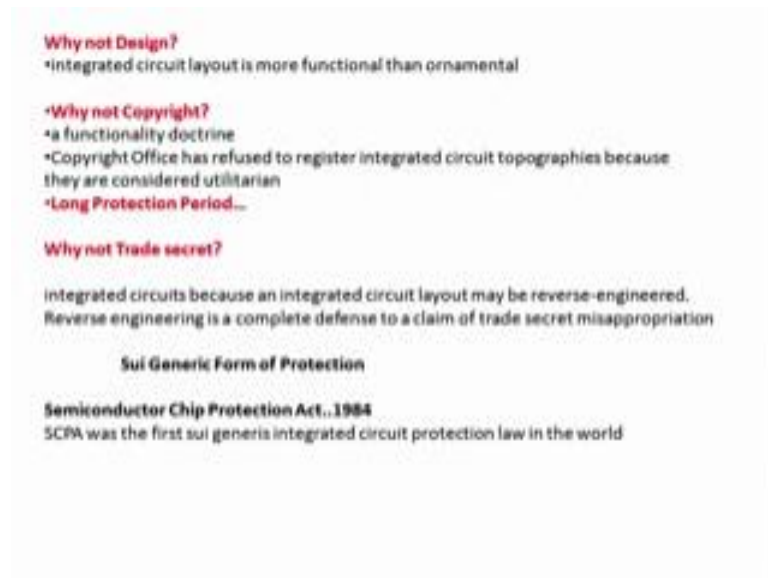 Why not Design?
•integrated circuit layout is more functional than ornamental
•Why not Copyright?
•a functionality doctrine
•Copyright Office has refused to register integrated circuit topographies because
they are considered utilitarian
•Long Protection Period...
Why not Trade secret?
integrated circuits because an integrated circuit layout may be reverse-engineered.
Reverse engineering is a complete defense to a claim of trade secret misappropriation
Sui Generic Form of Protection
Semiconductor Chip Protection Act..1984
SCPA was the first sui generis integrated circuit protection law in the world